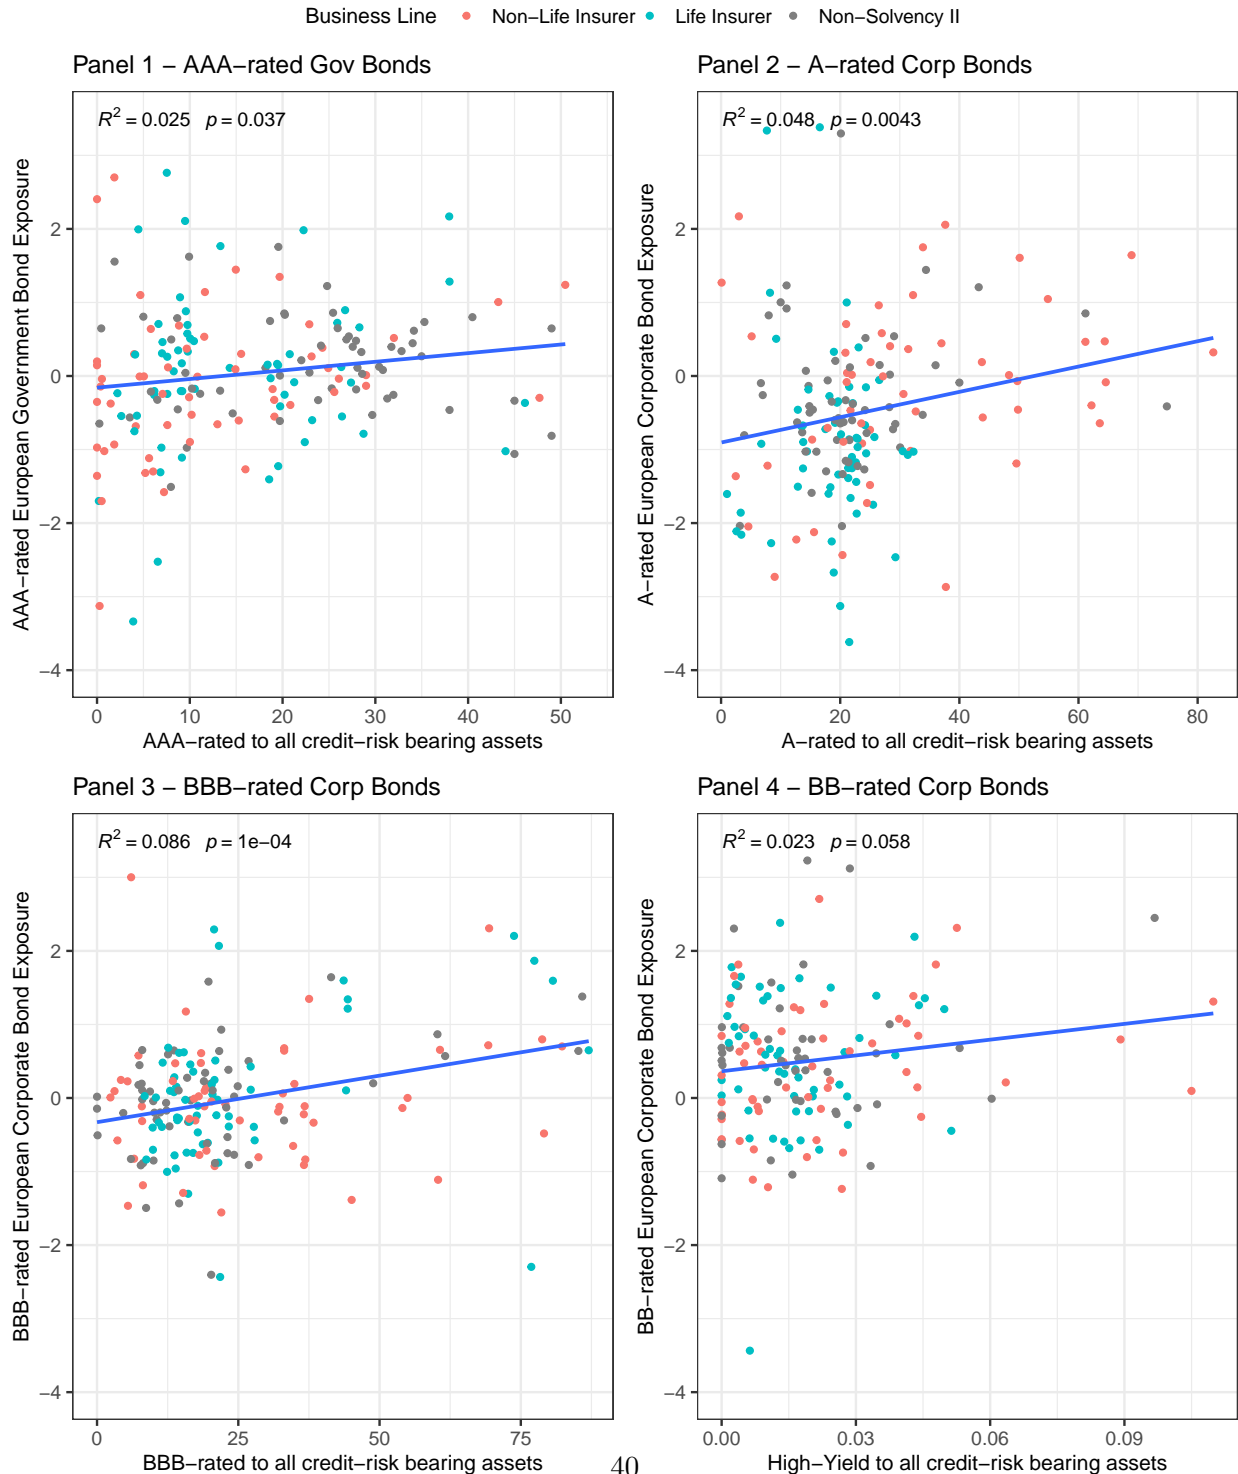 Business Line Non−Life Insurer Life Insurer Non−Solvency II
Panel 1 − AAA−rated Gov Bonds
R² = 0.025 p = 0.037
AAA−rated European Government Bond Exposure
2
0
−2
−4
0 10 20 30 40 50
AAA−rated to all credit−risk bearing assets
Panel 2 − A−rated Corp Bonds
R² = 0.048 p = 0.0043
A−rated European Corporate Bond Exposure
2
0
−2
−4
0 20 40 60 80
A−rated to all credit−risk bearing assets
Panel 3 − BBB−rated Corp Bonds
R² = 0.086 p = 1e−04
BBB−rated European Corporate Bond Exposure
2
0
−2
−4
0 25 50 75
BBB−rated to all credit−risk bearing assets
Panel 4 − BB−rated Corp Bonds
R² = 0.023 p = 0.058
BB−rated European Corporate Bond Exposure
2
0
−2
−4
0.00 0.03 0.06 0.09
High−Yield to all credit−risk bearing assets
40